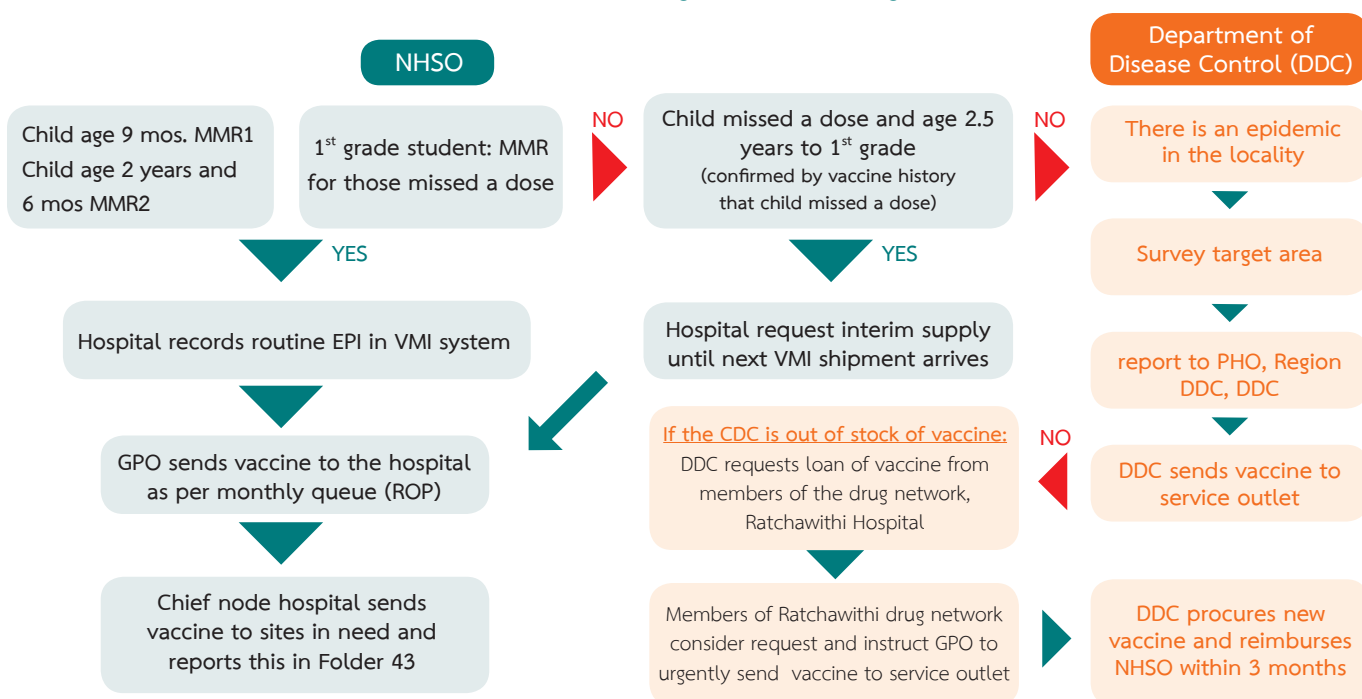 NHSO
Department of
Disease Control (DDC)
Child age 9 mos. MMR1
Child age 2 years and
6 mos MMR2
1st grade student: MMR
for those missed a dose
NO
Child missed a dose and age 2.5
years to 1st grade
(confirmed by vaccine history
that child missed a dose)
NO
There is an epidemic
in the locality
YES
YES
Survey target area
Hospital records routine EPI in VMI system
Hospital request interim supply
until next VMI shipment arrives
report to PHO, Region
DDC, DDC
GPO sends vaccine to the hospital
as per monthly queue (ROP)
If the CDC is out of stock of vaccine:
DDC requests loan of vaccine from
members of the drug network,
Ratchawithi Hospital
NO
DDC sends vaccine to
service outlet
Chief node hospital sends
vaccine to sites in need and
reports this in Folder 43
Members of Ratchawithi drug network
consider request and instruct GPO to
urgently send vaccine to service outlet
DDC procures new
vaccine and reimburses
NHSO within 3 months